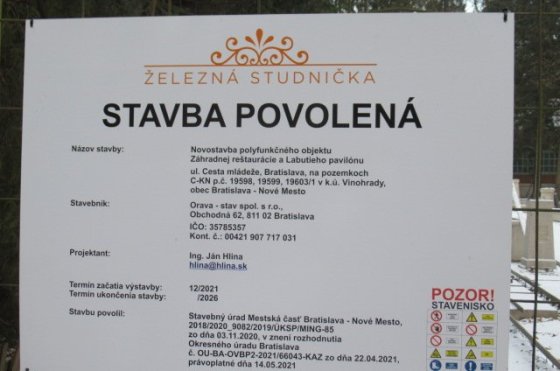 ŽELEZNÁ STUDNIČKA
STAVBA POVOLENÁ
Názov stavby: Novostavba polyfunkčného objektu
Záhradnej reštaurácie a Labutieho pavilónu
ul. Cesta mládeže, Bratislava, na pozemkoch
C-KN p.č. 19598, 19599, 19603/1 v k.ú. Vinohrady,
obec Bratislava - Nové Mesto
Stavebník: Orava - stav spol. s r.o.,
Obchodná 62, 811 02 Bratislava
IČO: 35785357
Kont. č.: 00421 907 717 031
Projektant: Ing. Ján Hlina
hlina@hlina.sk
Termín začatia výstavby: 12/2021
Termín ukončenia stavby: /2026
Stavbu povolil: Stavebný úrad Mestská časť Bratislava - Nové Mesto,
2018/2020_9082/2019/ÚKSP/MING-85
zo dňa 03.11.2020, v znení rozhodnutia
Okresného úradu Bratislava
č. OU-BA-OVBP2-2021/66043-KAZ zo dňa 22.04.2021,
právoplatné dňa 14.05.2021
POZOR!
STAVENISKO